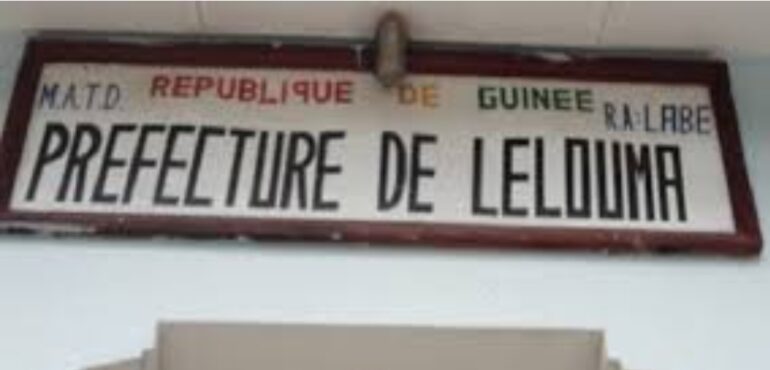 M.A.T.D. REPUBLIQUE DE GUINEE R.A: LABE
PREFECTURE DE LELOUMA